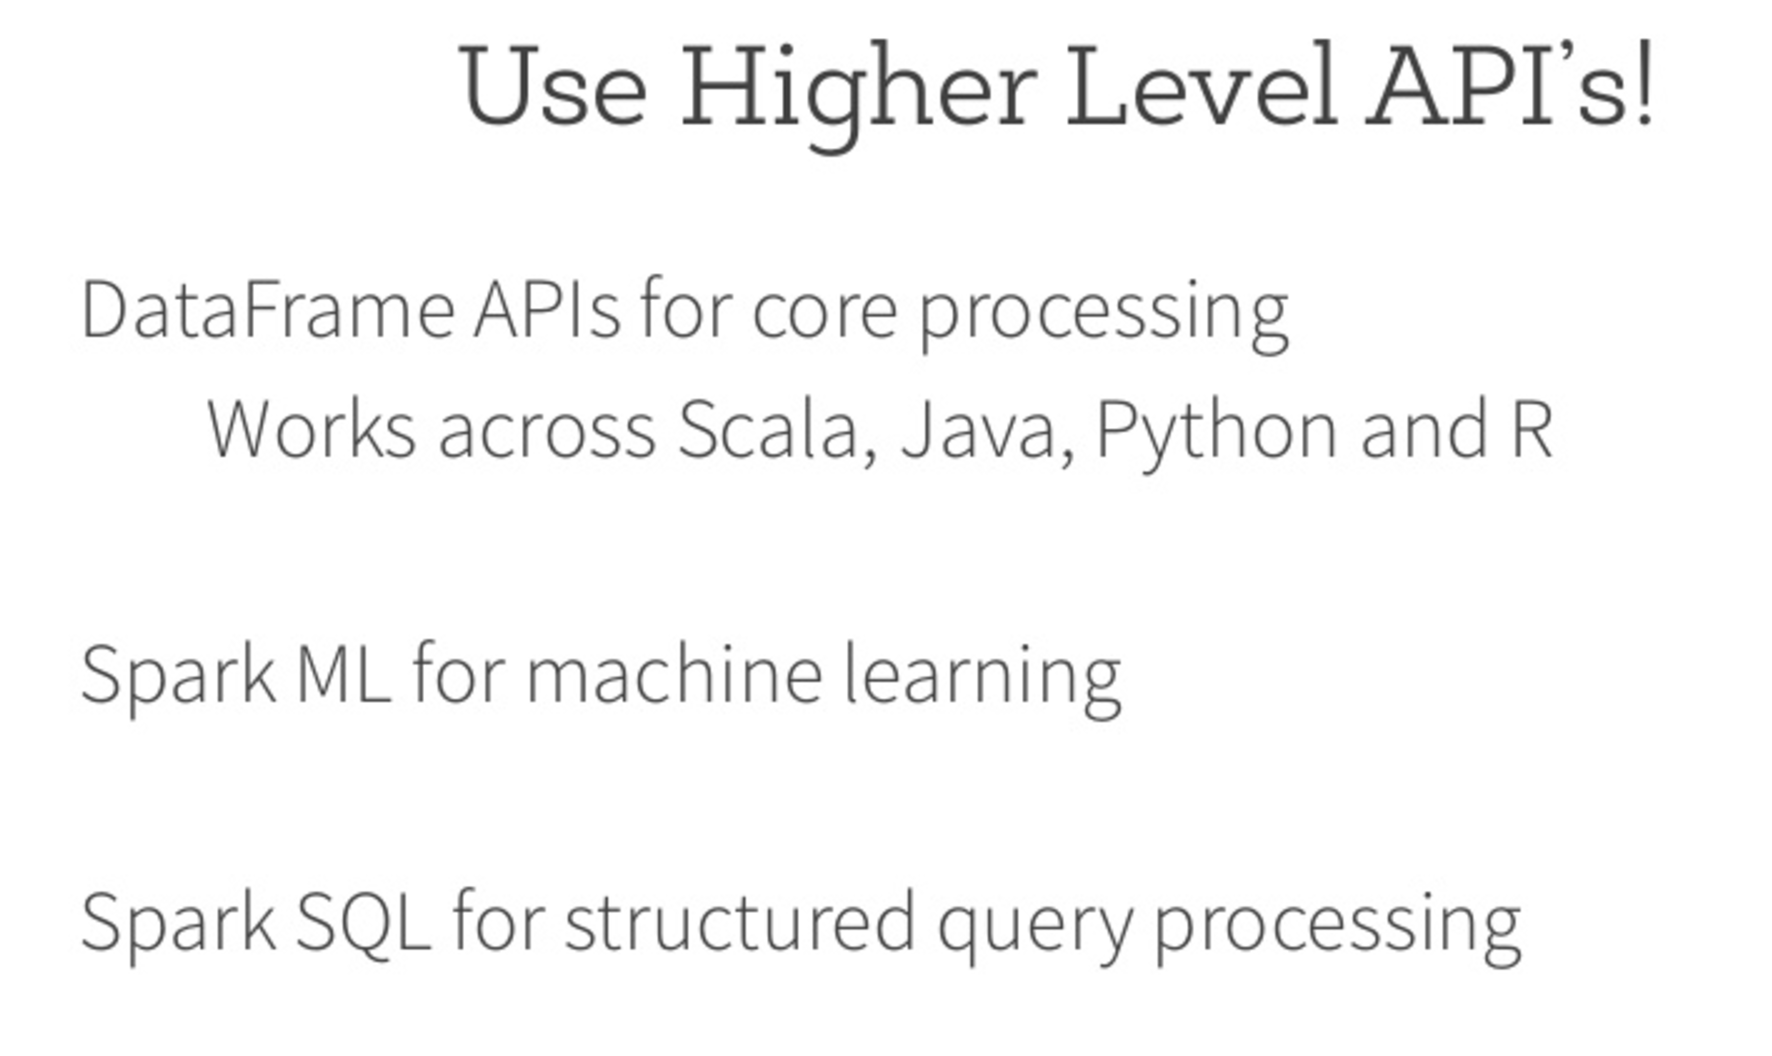 Use Higher Level API’s!
DataFrame APIs for core processing
Works across Scala, Java, Python and R
Spark ML for machine learning
Spark SQL for structured query processing